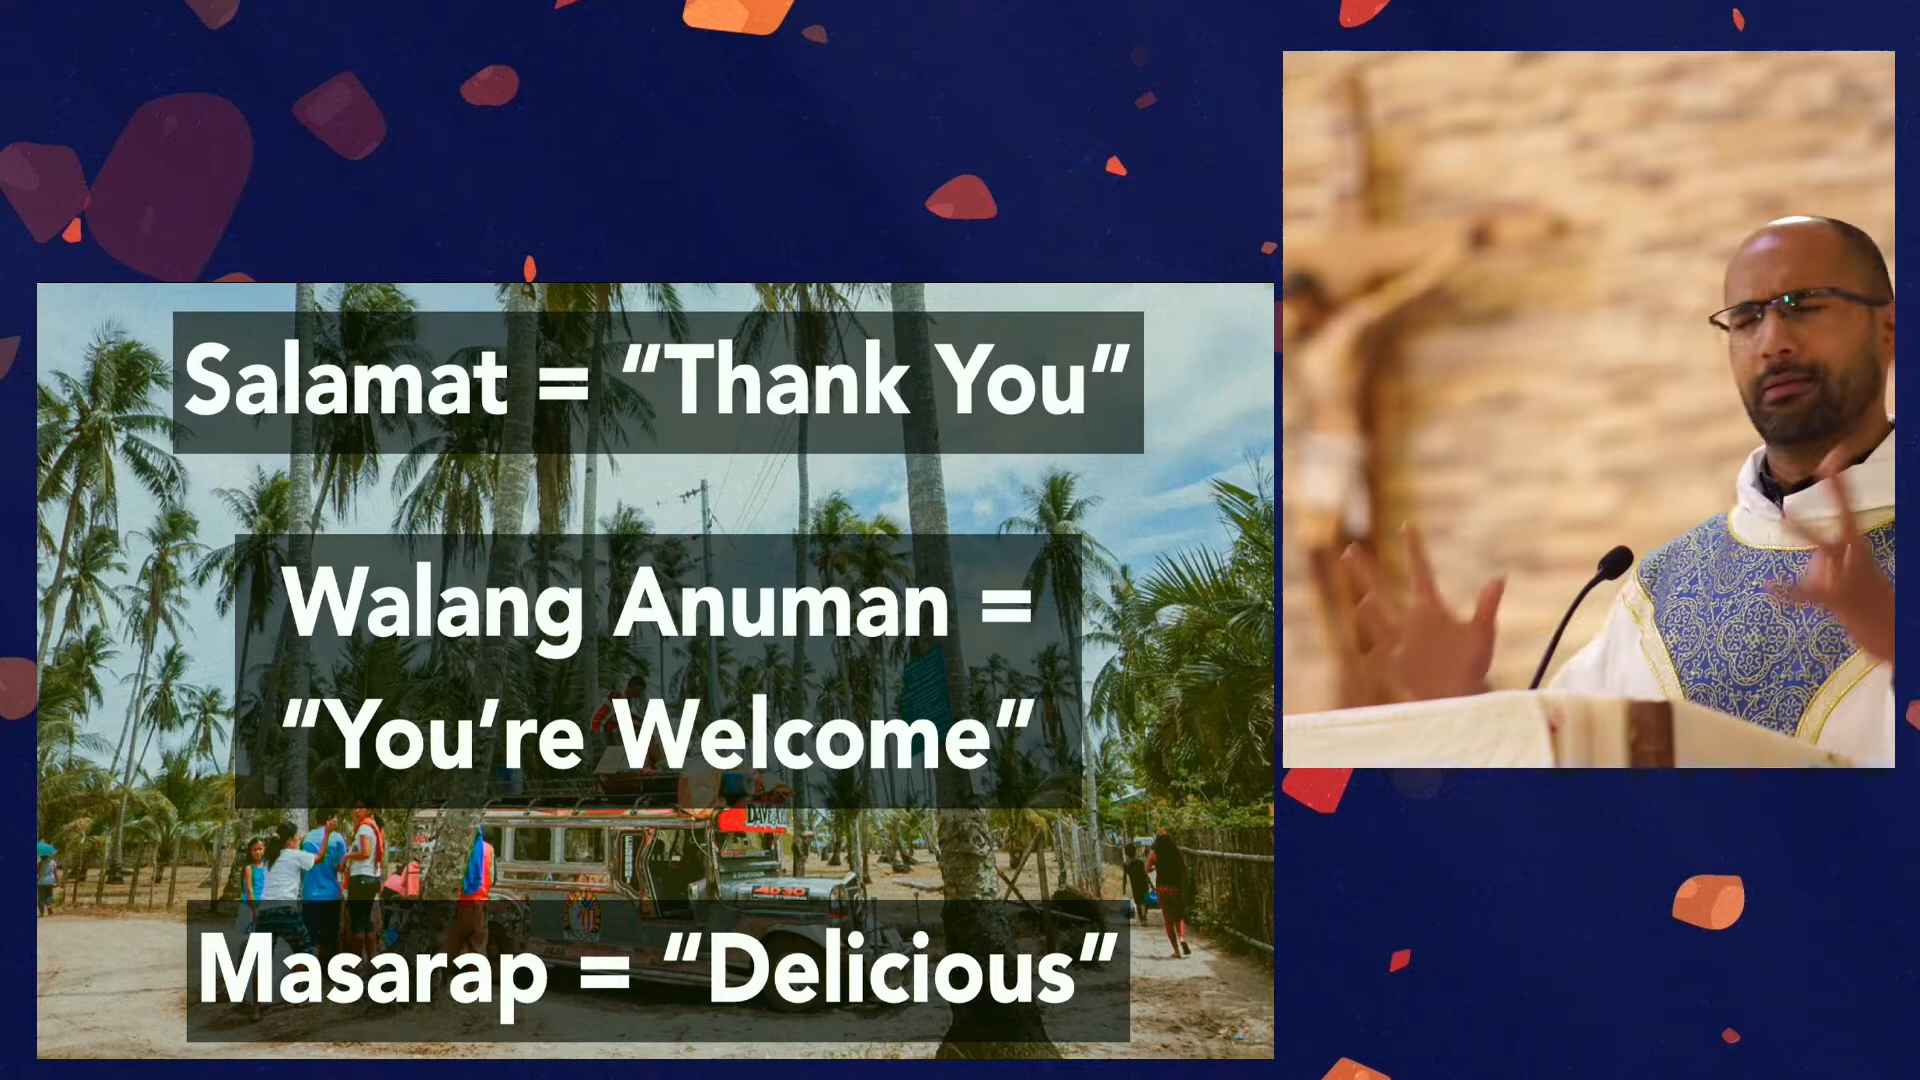 Salamat = “Thank You”
Walang Anuman =
“You’re Welcome”
Masarap = “Delicious”